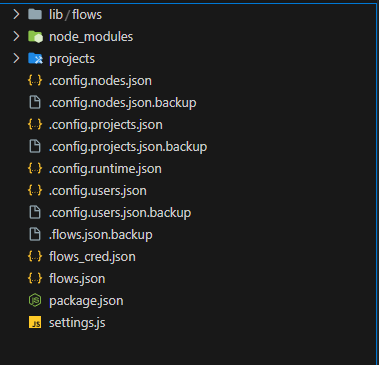 lib/flows
node_modules
projects
.config.nodes.json
.config.nodes.json.backup
.config.projects.json
.config.projects.json.backup
.config.runtime.json
.config.users.json
.config.users.json.backup
.flows.json.backup
flows_cred.json
flows.json
package.json
JS settings.js